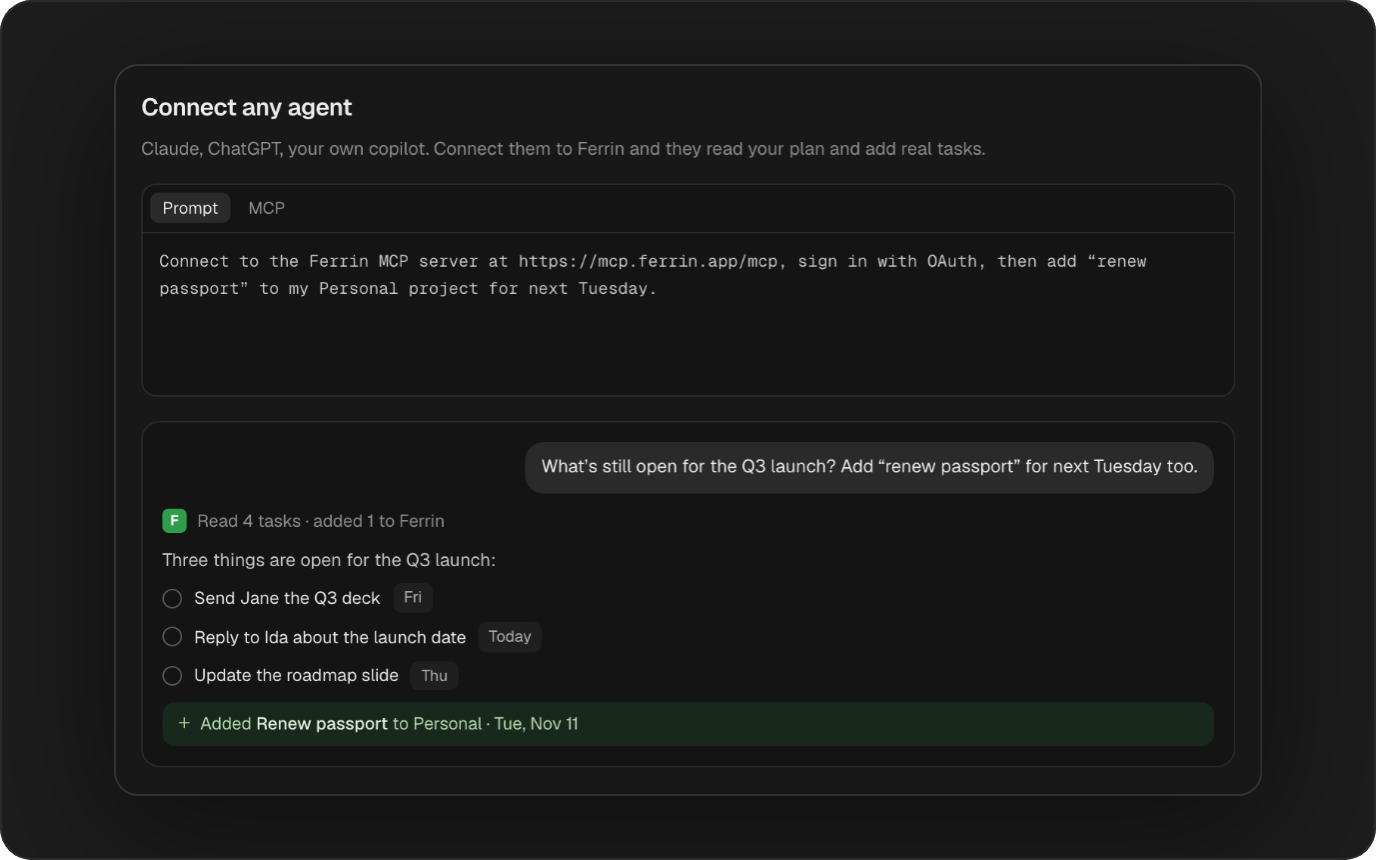 Connect any agent
Claude, ChatGPT, your own copilot. Connect them to Ferrin and they read your plan and add real tasks.
Prompt MCP
Connect to the Ferrin MCP server at https://mcp.ferrin.app/mcp, sign in with OAuth, then add “renew
passport” to my Personal project for next Tuesday.
What’s still open for the Q3 launch? Add “renew passport” for next Tuesday too.
F Read 4 tasks · added 1 to Ferrin
Three things are open for the Q3 launch:
Send Jane the Q3 deck Fri
Reply to Ida about the launch date Today
Update the roadmap slide Thu
+ Added Renew passport to Personal · Tue, Nov 11